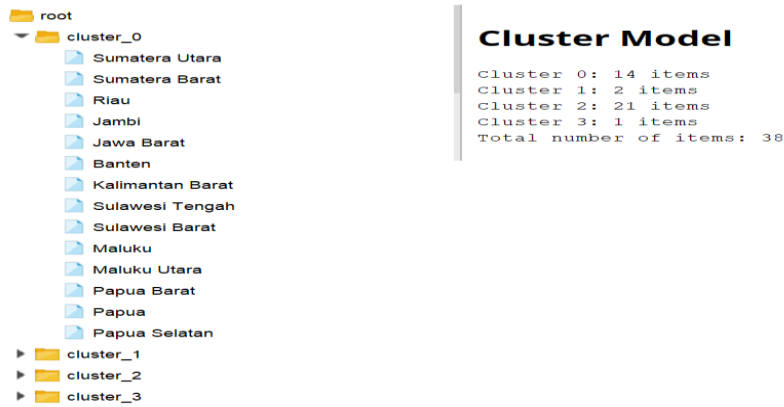 root
cluster_0
Sumatera Utara
Sumatera Barat
Riau
Jambi
Jawa Barat
Banten
Kalimantan Barat
Sulawesi Tengah
Sulawesi Barat
Maluku
Maluku Utara
Papua Barat
Papua
Papua Selatan
cluster_1
cluster_2
cluster_3
Cluster Model
Cluster 0: 14 items
Cluster 1: 2 items
Cluster 2: 21 items
Cluster 3: 1 items
Total number of items: 38